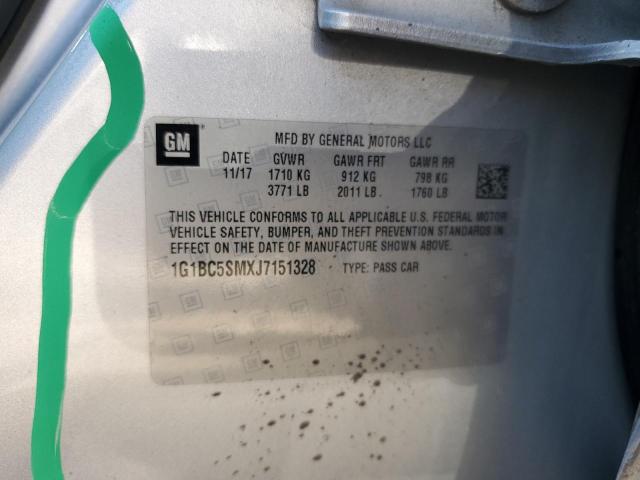 GM
MFD BY GENERAL MOTORS LLC
DATE GVWR GAWR FRT GAWR RR
11/17 1710 KG 912 KG 798 KG
3771 LB 2011 LB 1760 LB
THIS VEHICLE CONFORMS TO ALL APPLICABLE U.S. FEDERAL MOTOR
VEHICLE SAFETY, BUMPER, AND THEFT PREVENTION STANDARDS
IN EFFECT ON THE DATE OF MANUFACTURE SHOWN ABOVE.
1G1BC5SMXJ7151328 TYPE: PASS CAR